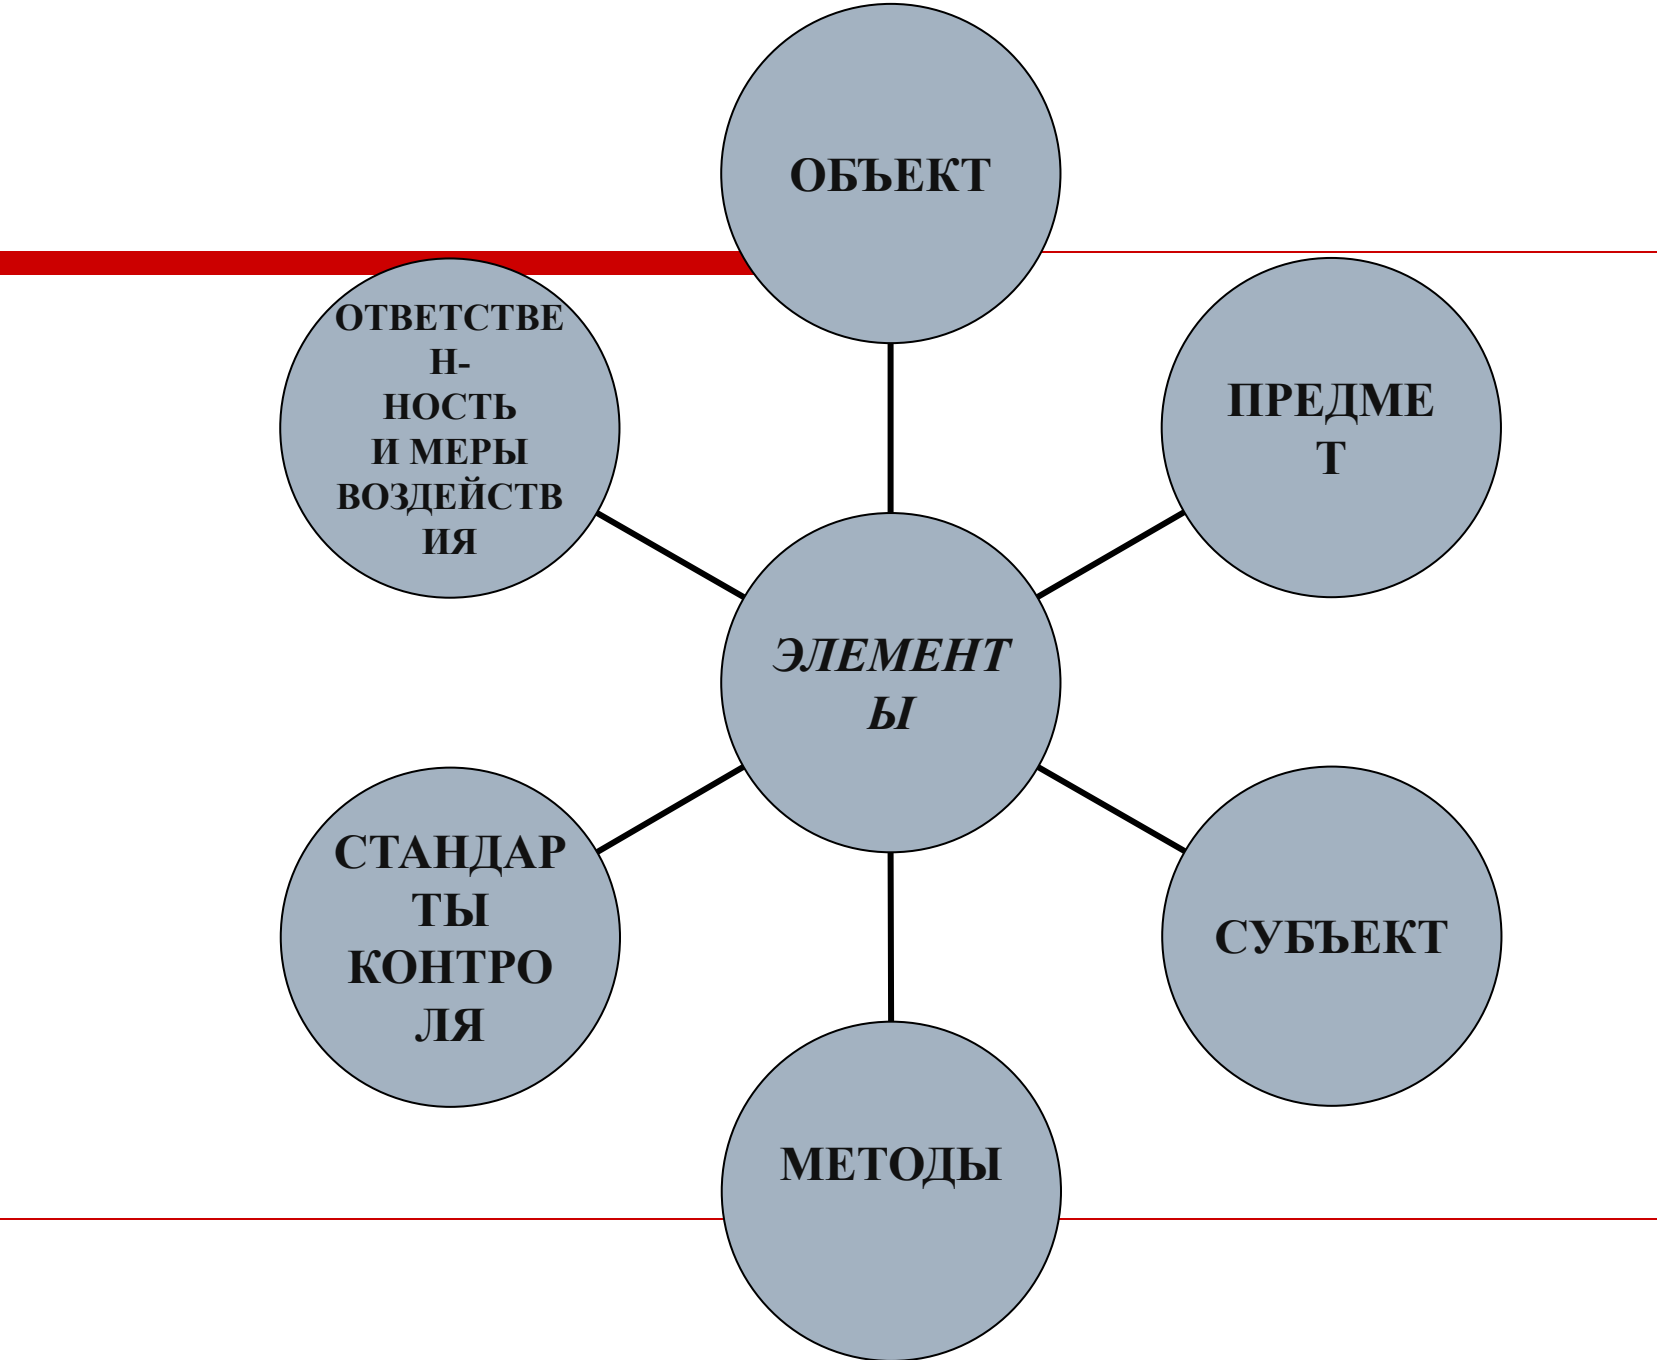 ОБЪЕКТ
ОТВЕТСТВЕ
Н-
НОСТЬ
И МЕРЫ
ВОЗДЕЙСТВ
ИЯ
ПРЕДМЕ
Т
ЭЛЕМЕНТ
Ы
СТАНДАР
ТЫ
КОНТРО
ЛЯ
СУБЪЕКТ
МЕТОДЫ